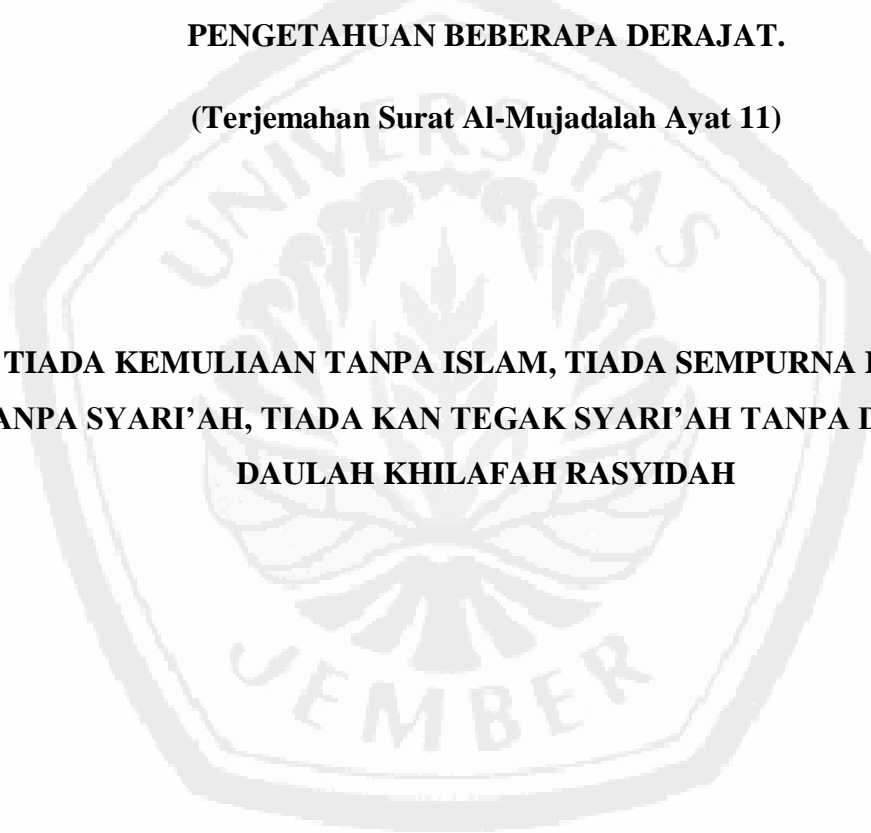 PENGETAHUAN BEBERAPA DERAJAT.
(Terjemahan Surat Al-Mujadalah Ayat 11)
UNIVERSITAS
TIADA KEMULIAAN TANPA ISLAM, TIADA SEMPURNA
SYARI’AH, TIADA KAN TEGAK SYARI’AH TANPA
DAULAH KHILAFAH RASYIDAH
JEMBER